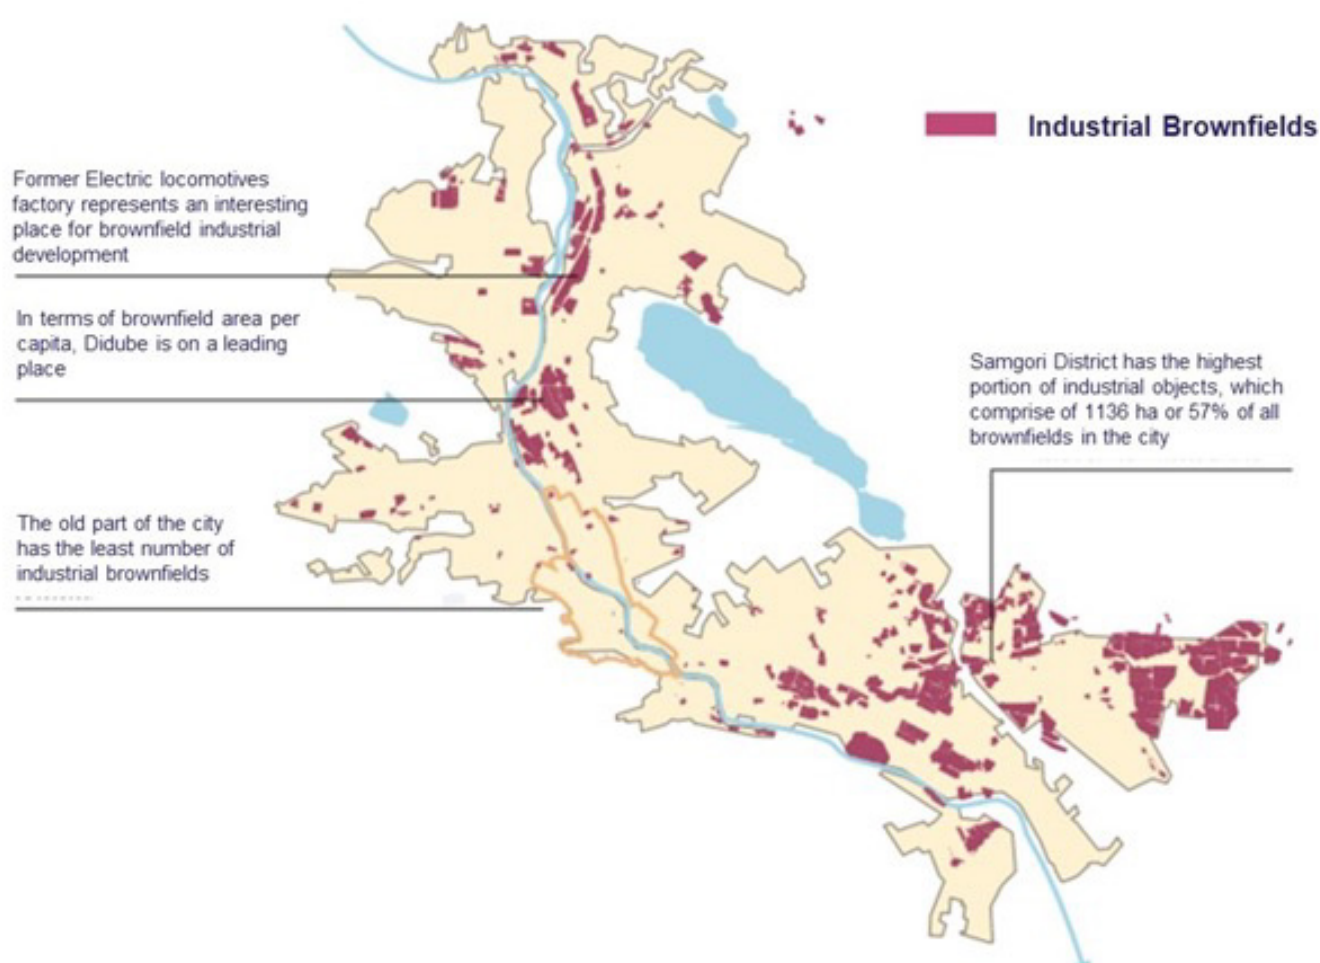 Industrial Brownfields
Former Electric locomotives
factory represents an interesting
place for brownfield industrial
development
In terms of brownfield area per
capita, Didube is on a leading
place
Samgori District has the highest
portion of industrial objects, which
comprise of 1136 ha or 57% of all
brownfields in the city
The old part of the city
has the least number of
industrial brownfields